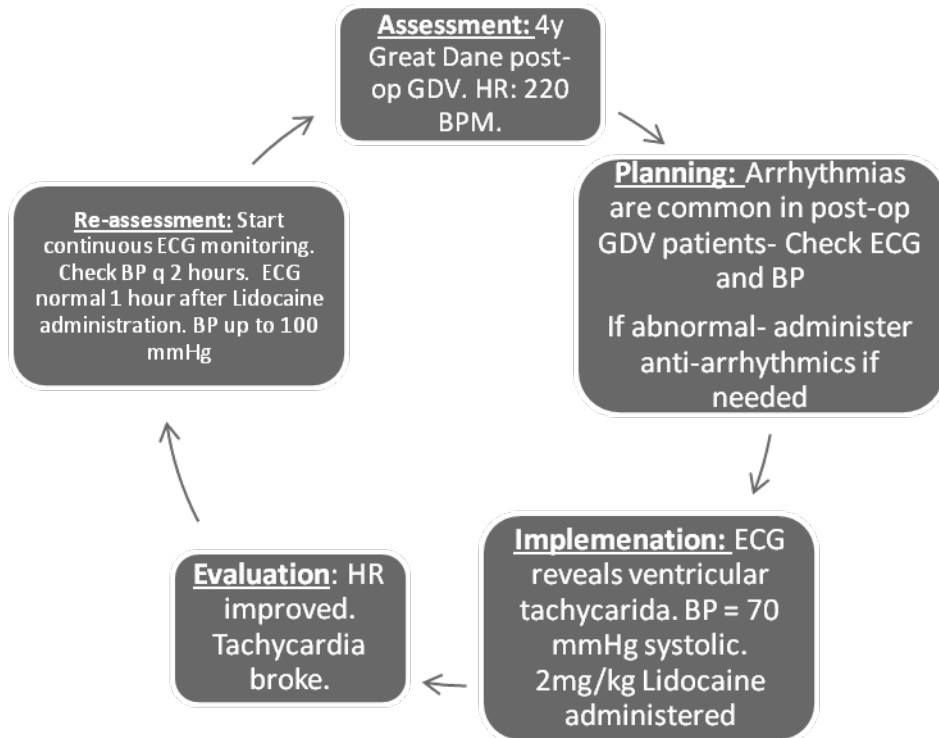 Assessment: 4y
Great Dane post-
op GDV. HR: 220
BPM.
Planning: Arrhythmias
are common in post-op
GDV patients- Check ECG
and BP
If abnormal- administer
anti-arrhythmics if
needed
Implemenation: ECG
reveals ventricular
tachycarida. BP = 70
mmHg systolic.
2mg/kg Lidocaine
administered
Evaluation: HR
improved.
Tachycardia
broke.
Re-assessment: Start
continuous ECG monitoring.
Check BP q 2 hours.  ECG
normal 1 hour after Lidocaine
administration. BP up to 100
mmHg